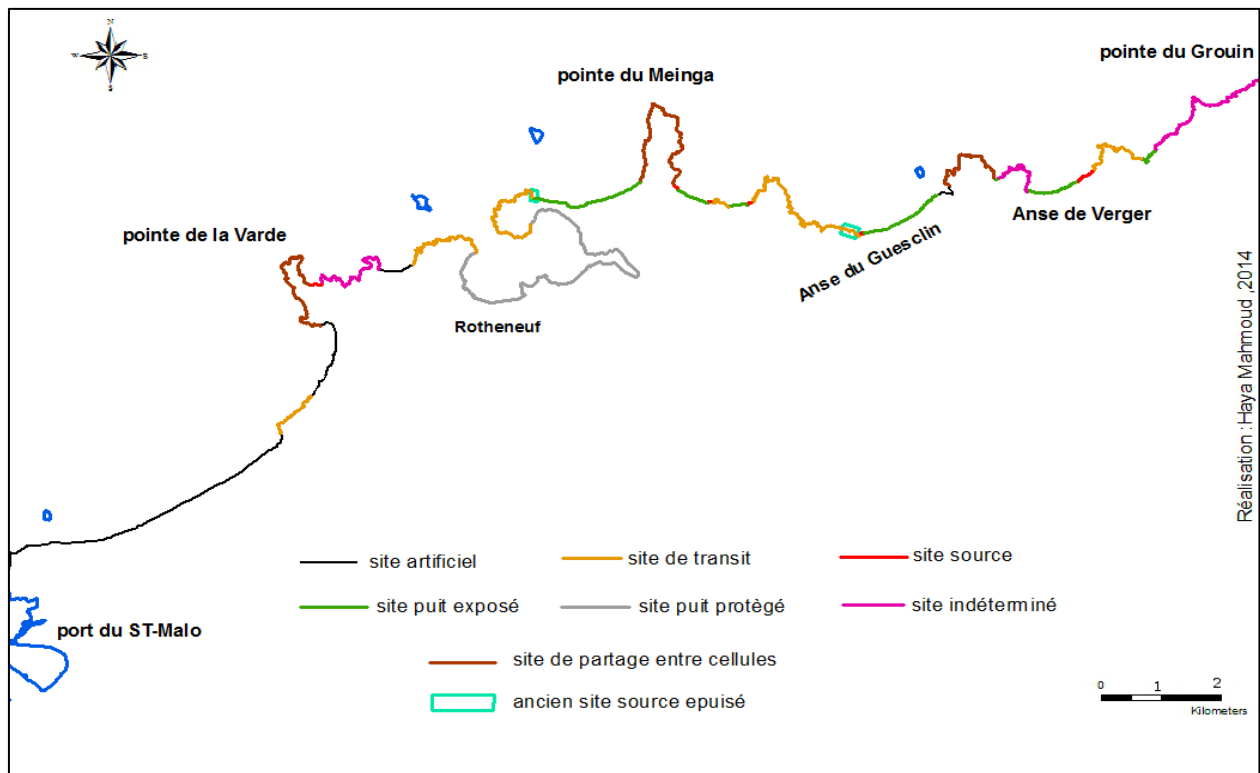 N
W E
S
pointe du Grouin
pointe du Meinga
pointe de la Varde
Anse de Verger
Anse du Guesclin
Rotheneuf
Réalisation : Haya Mahmoud ,2014
site artificiel
site de transit
site source
site puit exposé
site puit protègé
site indéterminé
port du ST-Malo
site de partage entre cellules
ancien site source epuisé
0 1 2
Kilometers